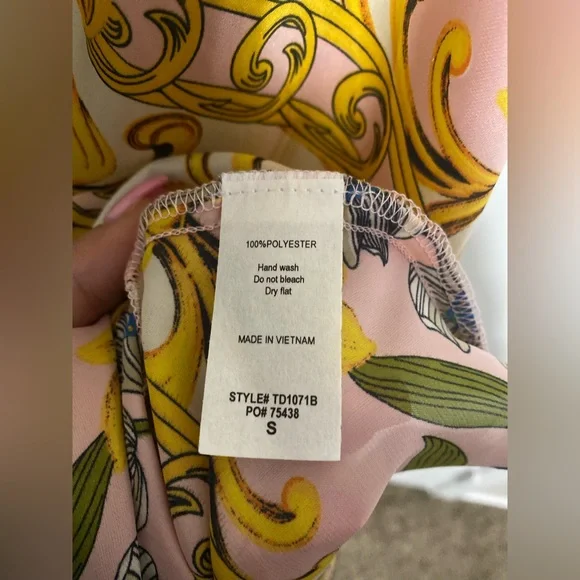 100%POLYESTER
Hand wash
Do not bleach
Dry flat
MADE IN VIETNAM
STYLE# TD1071B
PO# 75438
S